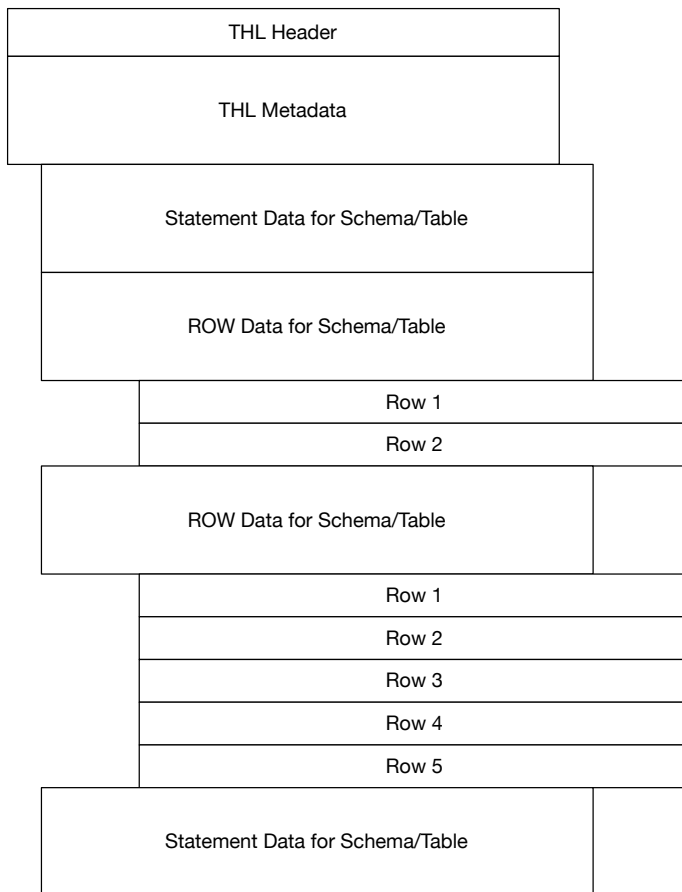 THL Header
THL Metadata
Statement Data for Schema/Table
ROW Data for Schema/Table
Row 1
Row 2
ROW Data for Schema/Table
Row 1
Row 2
Row 3
Row 4
Row 5
Statement Data for Schema/Table